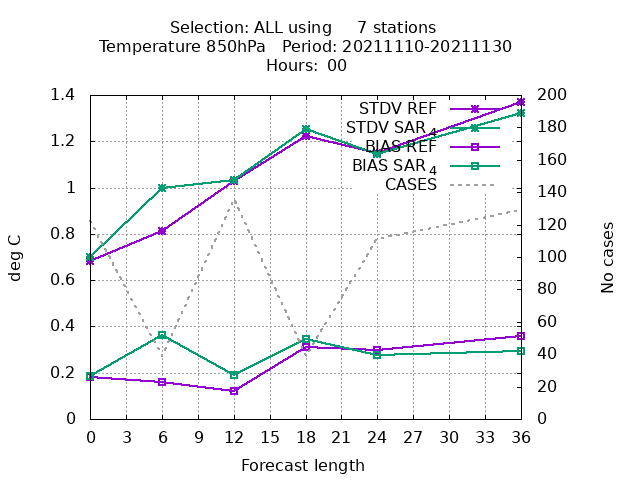 Selection: ALL using     7 stations
Temperature 850hPa   Period: 20211110-20211130
Hours:  00
STDV REF
STDV SAR4
BIAS REF
BIAS SAR4
CASES
1.4
1.2
1
0.8
0.6
0.4
0.2
0
200
180
160
140
120
100
80
60
40
20
0
deg C
No cases
0 3 6 9 12 15 18 21 24 27 30 33 36
Forecast length